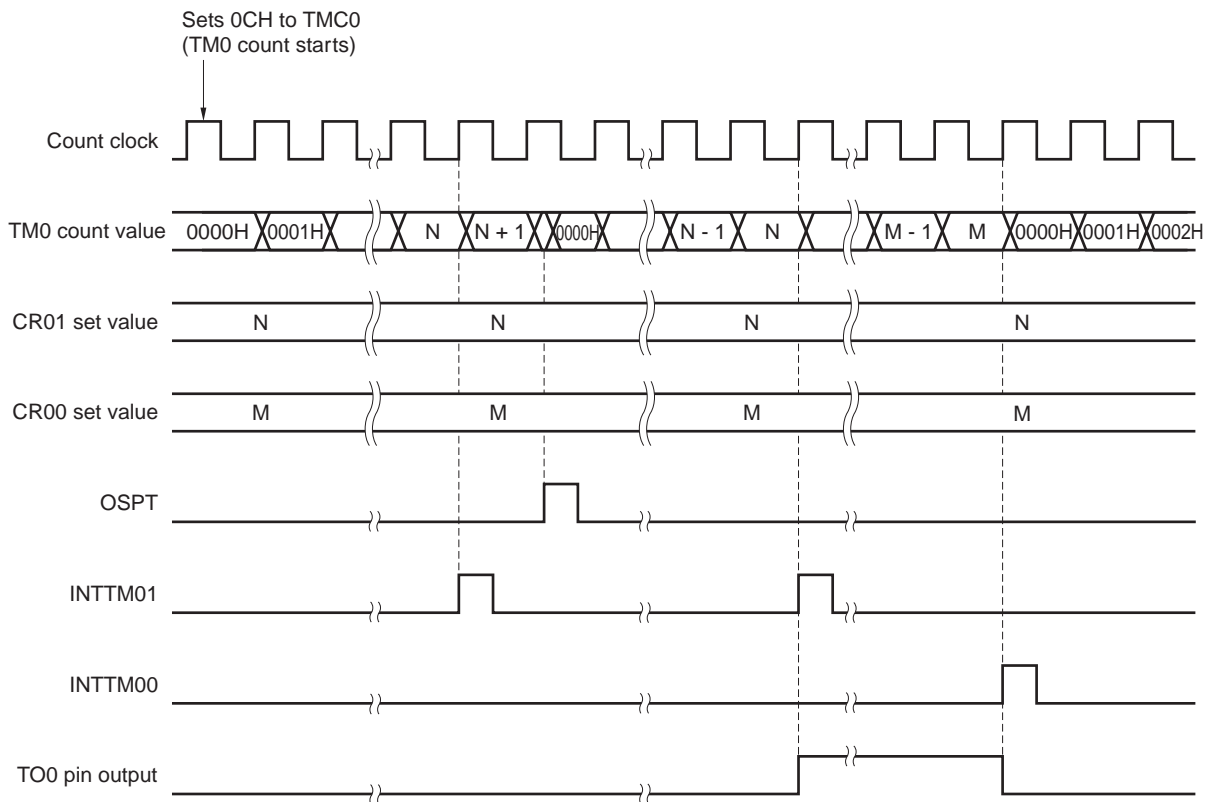 Sets 0CH to TMC0
(TM0 count starts)
Count clock
TM0 count value 0000H 0001H N N + 1 0000H N - 1 N M - 1 M 0000H 0001H 0002H
CR01 set value N N N N
CR00 set value M M M M
OSPT
INTTM01
INTTM00
TO0 pin output